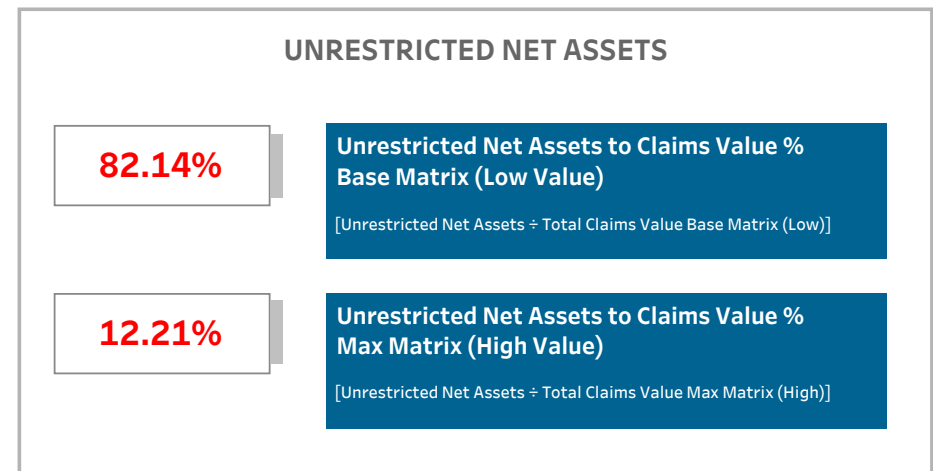 UNRESTRICTED NET ASSETS
82.14%
Unrestricted Net Assets to Claims Value %
Base Matrix (Low Value)
[Unrestricted Net Assets ÷ Total Claims Value Base Matrix (Low)]
12.21%
Unrestricted Net Assets to Claims Value %
Max Matrix (High Value)
[Unrestricted Net Assets ÷ Total Claims Value Max Matrix (High)]